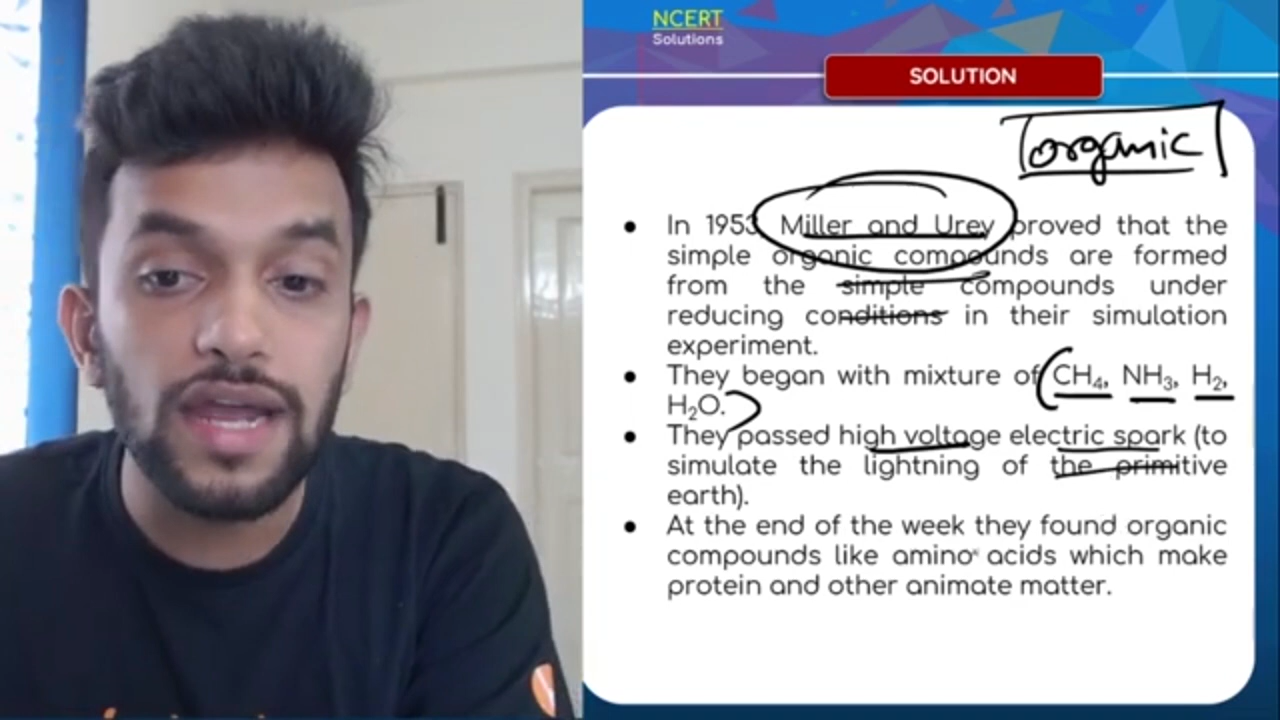 NCERT
Solutions
SOLUTION
organic
● In 1953 Miller and Urey proved that the
simple organic compounds are formed
from the simple compounds under
reducing conditions in their simulation
experiment.
● They began with mixture of CH₄, NH₃, H₂,
H₂O.
● They passed high voltage electric spark (to
simulate the lightning of the primitive
earth).
● At the end of the week they found organic
compounds like amino acids which make
protein and other animate matter.